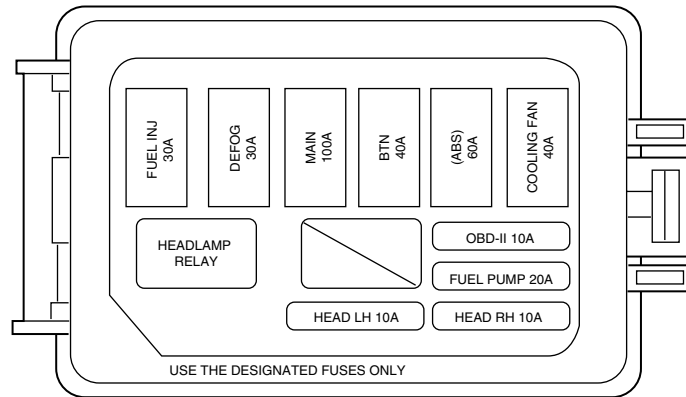 FUEL INJ
30A
DEFOG
30A
MAIN
100A
BTN
40A
(ABS)
60A
COOLING FAN
40A
HEADLAMP
RELAY
OBD-II 10A
FUEL PUMP 20A
HEAD LH 10A
HEAD RH 10A
USE THE DESIGNATED FUSES ONLY